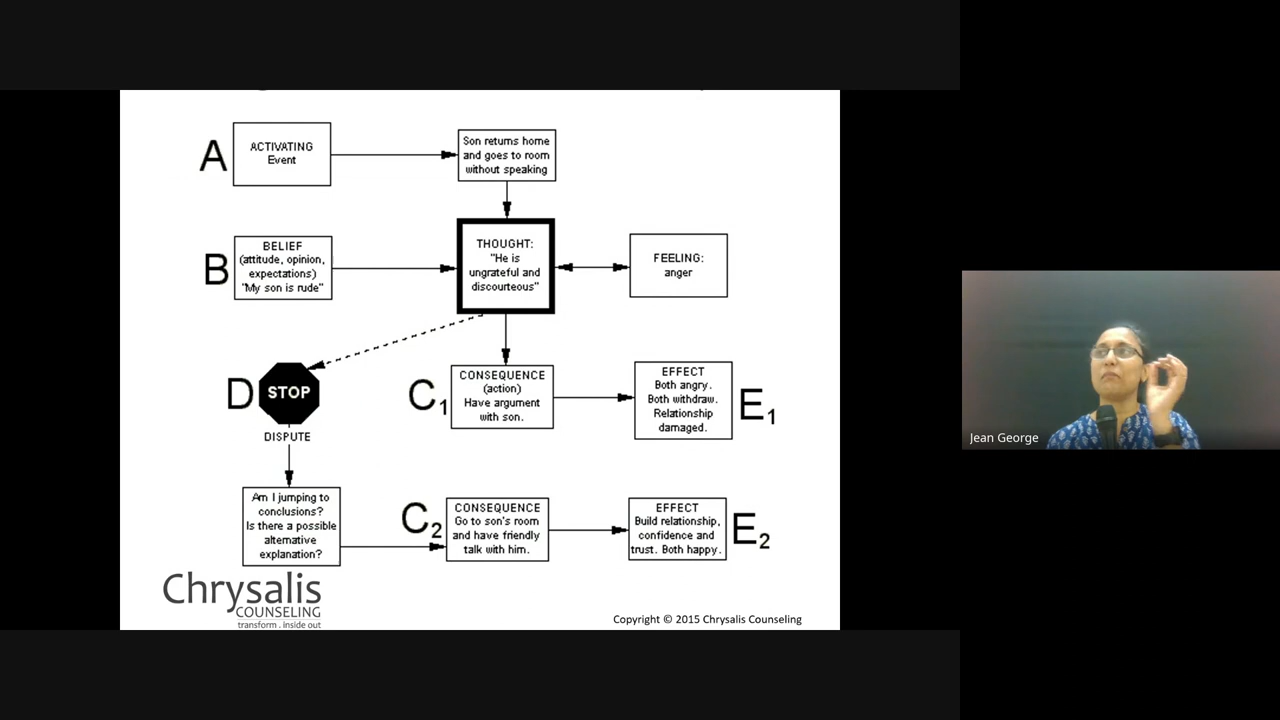 A
ACTIVATING
Event
Son returns home
and goes to room
without speaking
B
BELIEF
(attitude, opinion,
expectations)
"My son is rude"
THOUGHT:
"He is
ungrateful and
discourteous"
FEELING:
anger
D
STOP
DISPUTE
C1
CONSEQUENCE
(action)
Have argument
with son.
EFFECT
Both angry.
Both withdraw.
Relationship
damaged.
E1
Am I jumping to
conclusions?
Is there a possible
alternative
explanation?
C2
CONSEQUENCE
Go to son's room
and have friendly
talk with him.
EFFECT
Build relationship,
confidence and
trust. Both happy.
E2
Chrysalis
COUNSELING
transform . inside out
Copyright © 2015 Chrysalis Counseling
Jean George